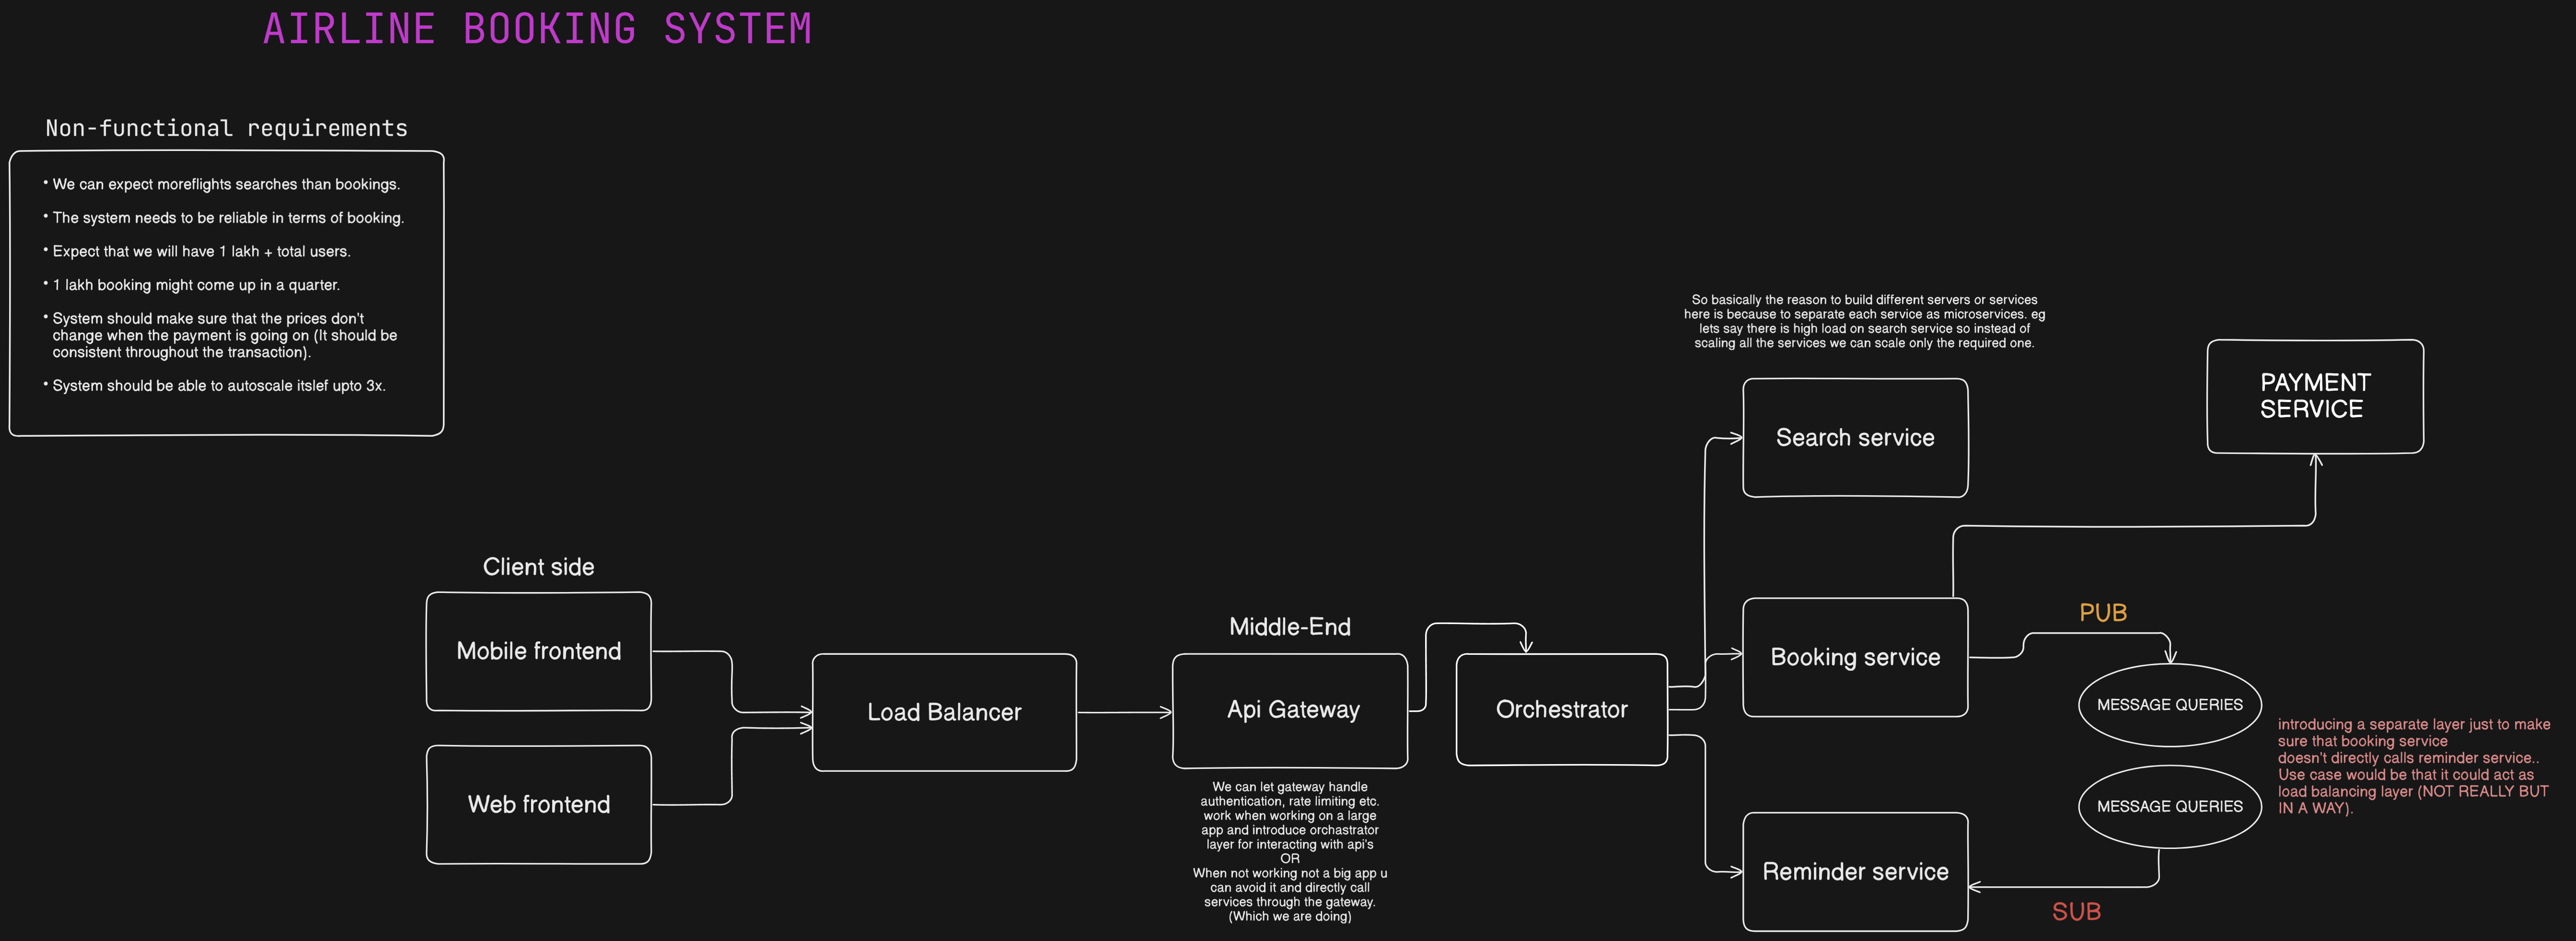 AIRLINE BOOKING SYSTEM
Non-functional requirements
• We can expect moreflights searches than bookings.
• The system needs to be reliable in terms of booking.
• Expect that we will have 1 lakh + total users.
• 1 lakh booking might come up in a quarter.
• System should make sure that the prices don't
change when the payment is going on (It should be
consistent throughout the transaction).
• System should be able to autoscale itslef upto 3x.
Client side
Mobile frontend
Web frontend
Load Balancer
Middle-End
Api Gateway
We can let gateway handle
authentication, rate limiting etc.
work when working on a large
app and introduce orchastrator
layer for interacting with api's
OR
When not working not a big app u
can avoid it and directly call
services through the gateway.
(Which we are doing)
Orchestrator
So basically the reason to build different servers or services
here is because to separate each service as microservices. eg
lets say there is high load on search service so instead of
scaling all the services we can scale only the required one.
Search service
Booking service
Reminder service
PAYMENT
SERVICE
PUB
MESSAGE QUERIES
MESSAGE QUERIES
SUB
introducing a separate layer just to make
sure that booking service
doesn't directly calls reminder service..
Use case would be that it could act as
load balancing layer (NOT REALLY BUT
IN A WAY).